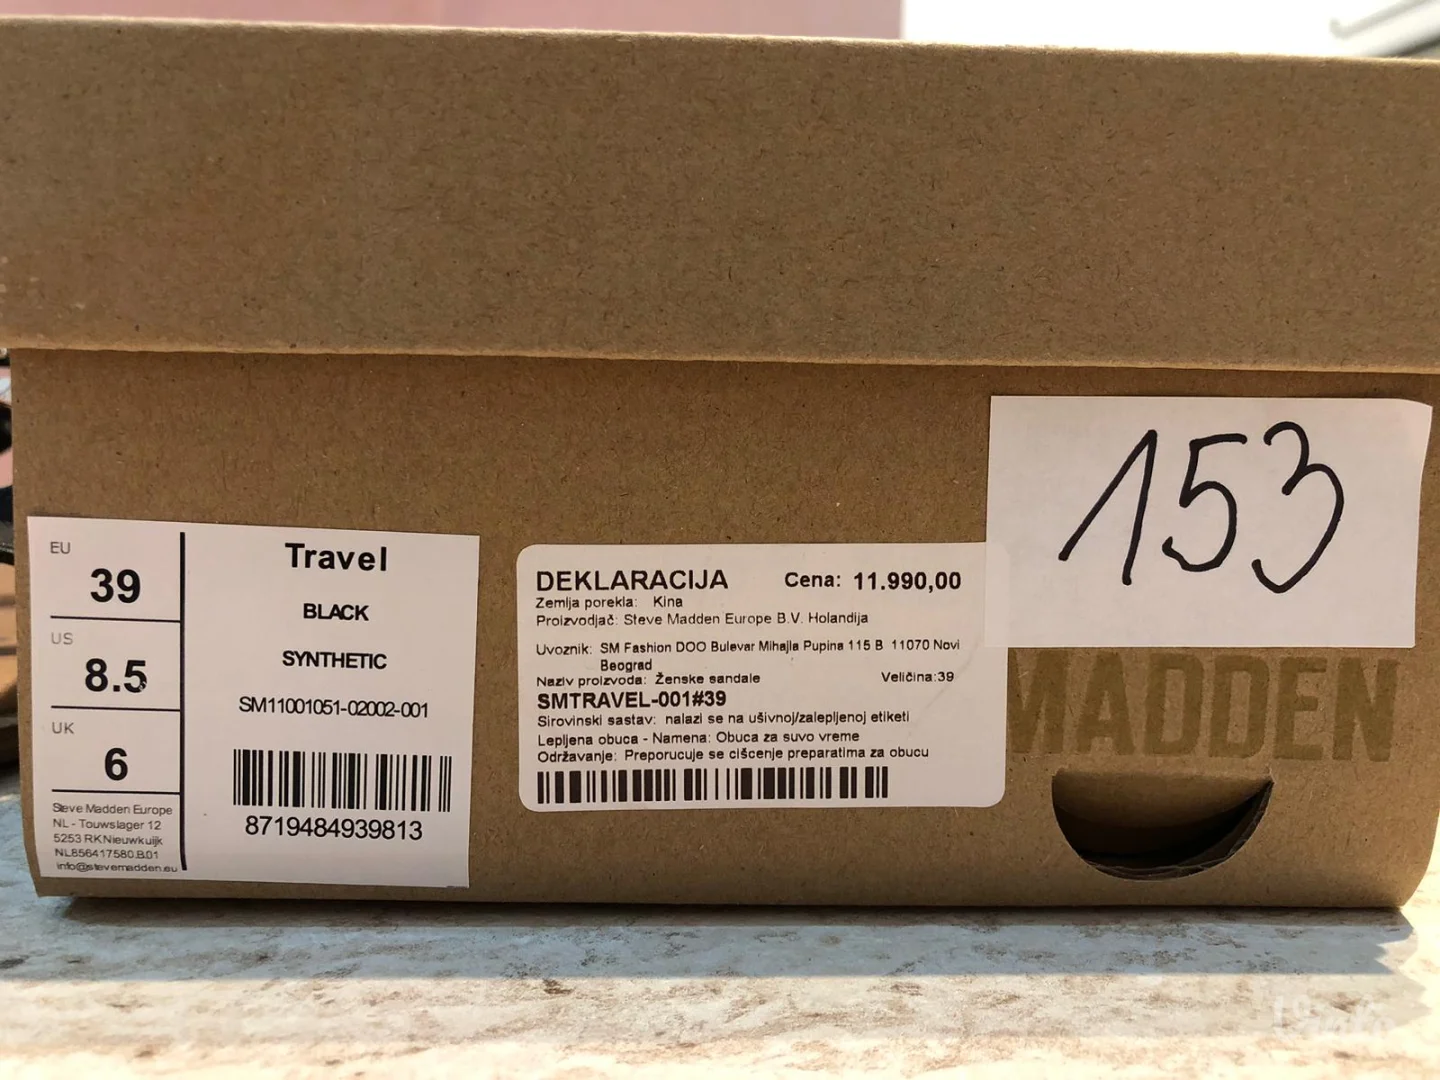 EU
39
US
8.5
UK
6
Steve Madden Europe
NL - Touwslager 12
5253 RK Nieuwkuijk
NL856417580.B.01
info@stevemadden.eu
Travel
BLACK
SYNTHETIC
SM11001051-02002-001
8719484939813
DEKLARACIJA Cena: 11.990,00
Zemlja porekla: Kina
Proizvodjač: Steve Madden Europe B.V. Holandija
Uvoznik: SM Fashion DOO Bulevar Mihajla Pupina 115 B 11070 Novi
Beograd
Naziv proizvoda: Ženske sandale Veličina:39
SMTRAVEL-001#39
Sirovinski sastav: nalazi se na ušivnoj/zalepljenoj etiketi
Lepljena obuca - Namena: Obuca za suvo vreme
Održavanje: Preporucuje se cišcenje preparatima za obucu
153
MADDEN